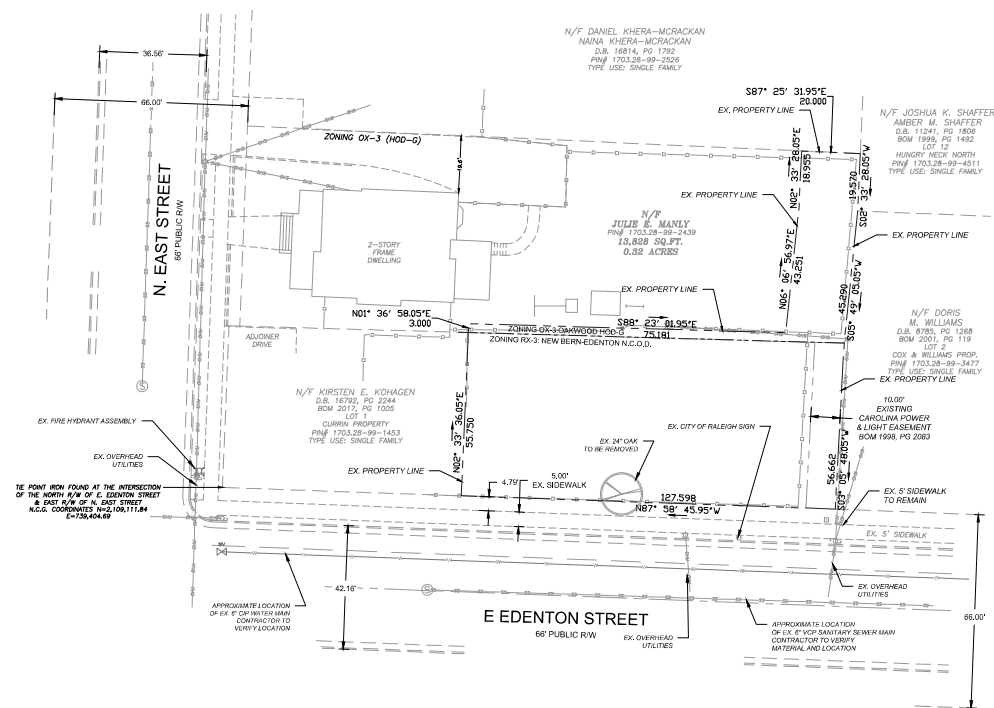 N/F DANIEL KHERA-MCRACKAN
NAINA KHERA-MCRACKAN
D.B. 16814, PG 1792
PIN# 1703.28-99-2526
TYPE USE: SINGLE FAMILY
36.56'
66.00'
S87° 25' 31.95"E
20.000
EX. PROPERTY LINE
N/F JOSHUA K. SHAFFER
AMBER M. SHAFFER
D.B. 11241, PG 1806
BOM 1999, PG 1492
LOT 12
HUNGRY NECK NORTH
PIN# 1703.28-99-4511
TYPE USE: SINGLE FAMILY
ZONING OX-3 (HOD-G)
N02° 33' 28.05"E
18.955
19.570
S02° 33' 28.05"W
N. EAST STREET
66' PUBLIC R/W
EX. PROPERTY LINE
N/F
JULIE E. MANLY
PIN# 1703.28-99-2439
13,828 SQ.FT.
0.32 ACRES
2-STORY
FRAME
DWELLING
EX. PROPERTY LINE
N06° 06' 56.97"E
43.251
45.290
S05° 49' 05.05"W
EX. PROPERTY LINE
N01° 36' 58.05"E
3.000
S88° 23' 01.95"E
75.181
ZONING OX-3:OAKWOOD HOD-G
ZONING RX-3: NEW BERN-EDENTON N.C.O.D.
ADJOINER
DRIVE
N/F DORIS
M. WILLIAMS
D.B. 8785, PG 1268
BOM 2001, PG 119
LOT 2
COX & WILLIAMS PROP.
PIN# 1703.28-99-3477
TYPE USE: SINGLE FAMILY
EX. PROPERTY LINE
N/F KIRSTEN E. KOHAGEN
D.B. 16792, PG 2244
BOM 2017, PG 1005
LOT 1
CURRIN PROPERTY
PIN# 1703.28-99-1453
TYPE USE: SINGLE FAMILY
10.00'
EXISTING
CAROLINA POWER
& LIGHT EASEMENT
BOM 1998, PG 2083
EX. FIRE HYDRANT ASSEMBLY
EX. OVERHEAD
UTILITIES
N02° 33' 36.05"E
55.750
EX. 24" OAK
TO BE REMOVED
EX. CITY OF RALEIGH SIGN
56.662
S03° 05' 48.05"W
EX. PROPERTY LINE
TIE POINT IRON FOUND AT THE INTERSECTION
OF THE NORTH R/W OF E. EDENTON STREET
& EAST R/W OF N. EAST STREET
N.C.G. COORDINATES N=2,109,111.84
E=739,404.69
4.79'
5.00'
EX. SIDEWALK
127.598
N87° 58' 45.95"W
EX. 5' SIDEWALK
TO REMAIN
EX. 5' SIDEWALK
42.16'
APPROXIMATE LOCATION
OF EX. 6" CIP WATER MAIN
CONTRACTOR TO
VERIFY LOCATION
E EDENTON STREET
66' PUBLIC R/W
EX. OVERHEAD
UTILITIES
EX. OVERHEAD
UTILITIES
APPROXIMATE LOCATION
OF EX. 8" VCP SANITARY SEWER MAIN
CONTRACTOR TO VERIFY
MATERIAL AND LOCATION
66.00'